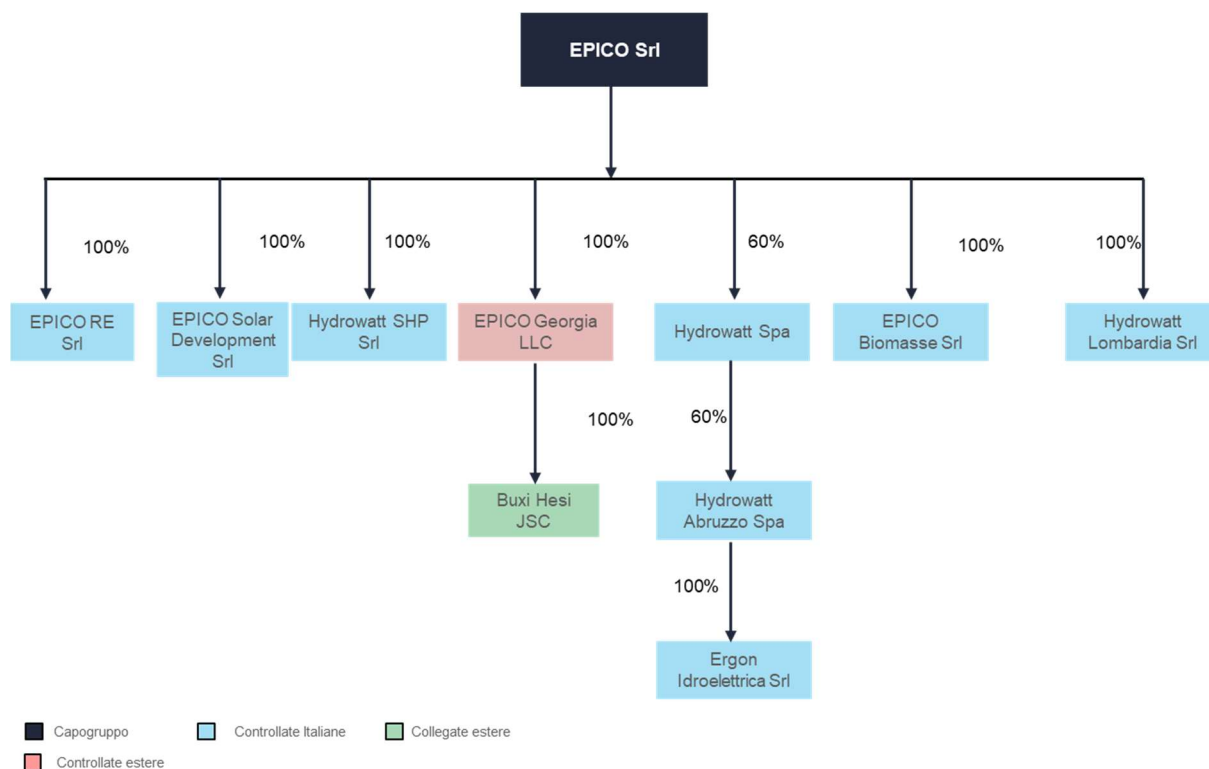 EPICO Srl
100%
100%
100%
100%
60%
100%
100%
EPICO RE
Srl
EPICO Solar
Development
Srl
Hydrowatt SHP
Srl
EPICO Georgia
LLC
Hydrowatt Spa
EPICO
Biomasse Srl
Hydrowatt
Lombardia Srl
100%
60%
Buxi Hesi
JSC
Hydrowatt
Abruzzo Spa
100%
Ergon
Idroelettrica Srl
Capogruppo
Controllate Italiane
Collegate estere
Controllate estere